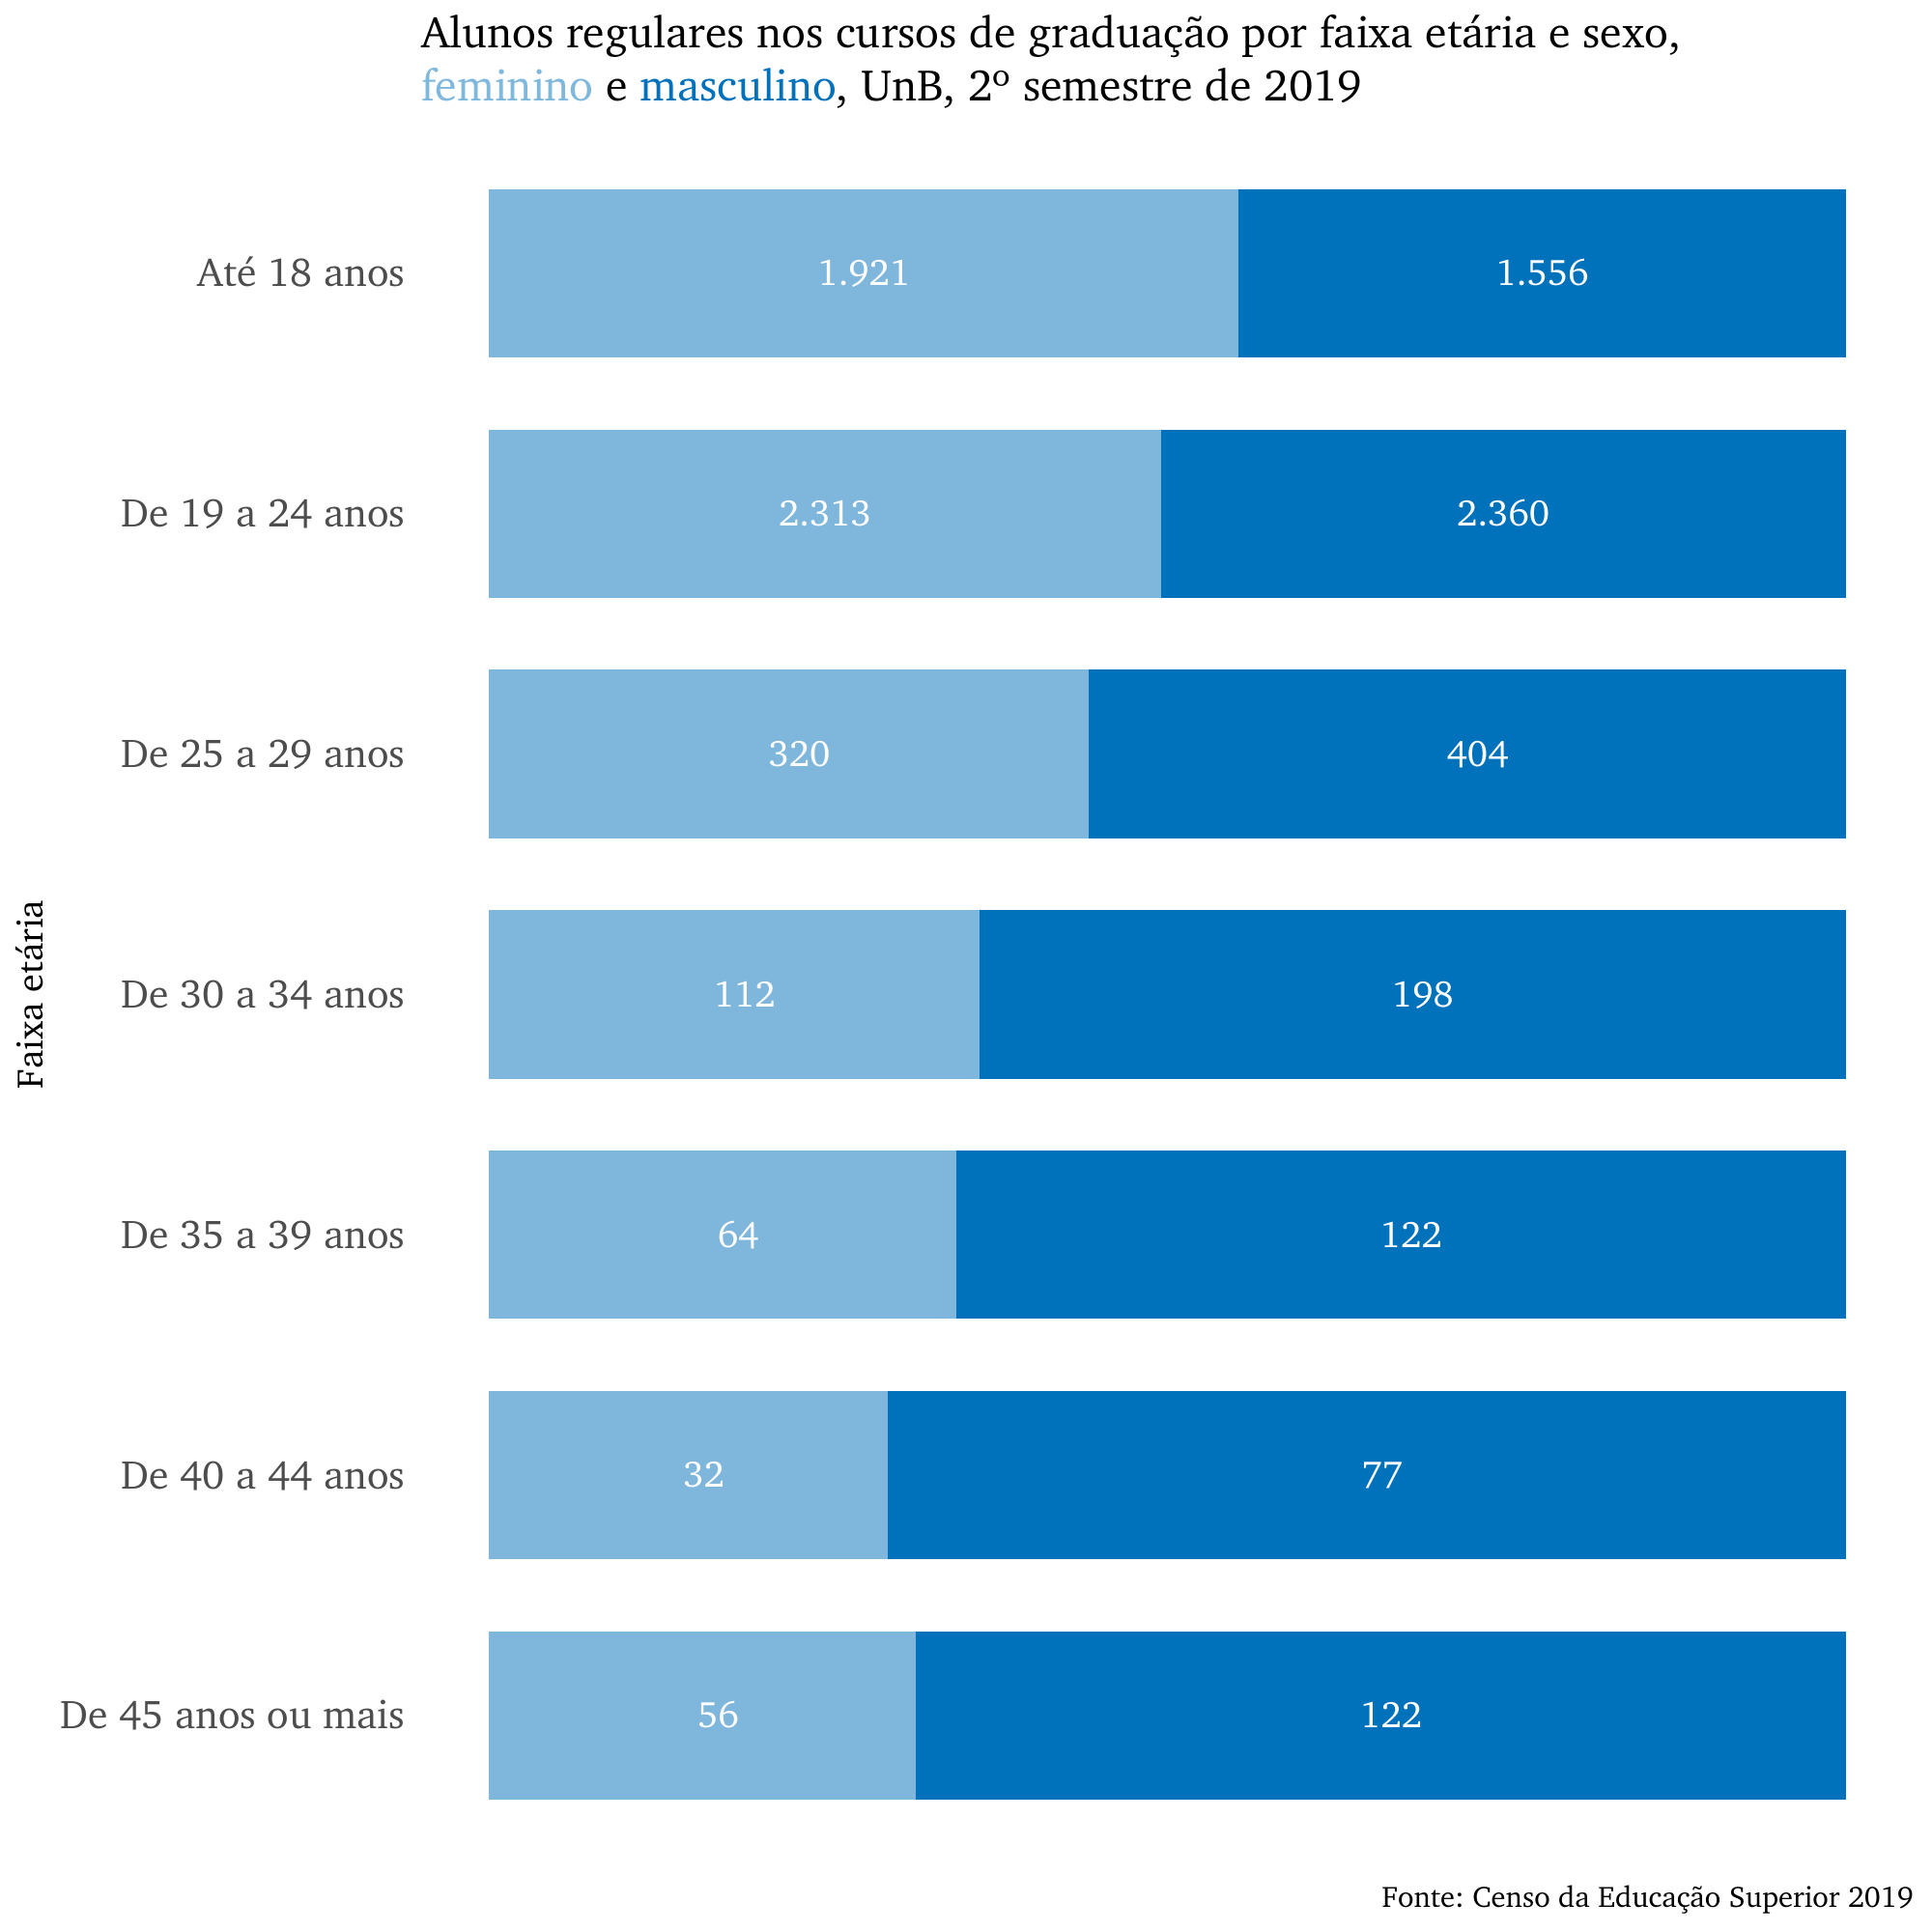 Alunos regulares nos cursos de graduação por faixa etária e sexo,
feminino e masculino, UnB, 2º semestre de 2019
Até 18 anos 1.921 1.556
De 19 a 24 anos 2.313 2.360
De 25 a 29 anos 320 404
De 30 a 34 anos 112 198
De 35 a 39 anos 64 122
De 40 a 44 anos 32 77
De 45 anos ou mais 56 122
Faixa etária
Fonte: Censo da Educação Superior 2019